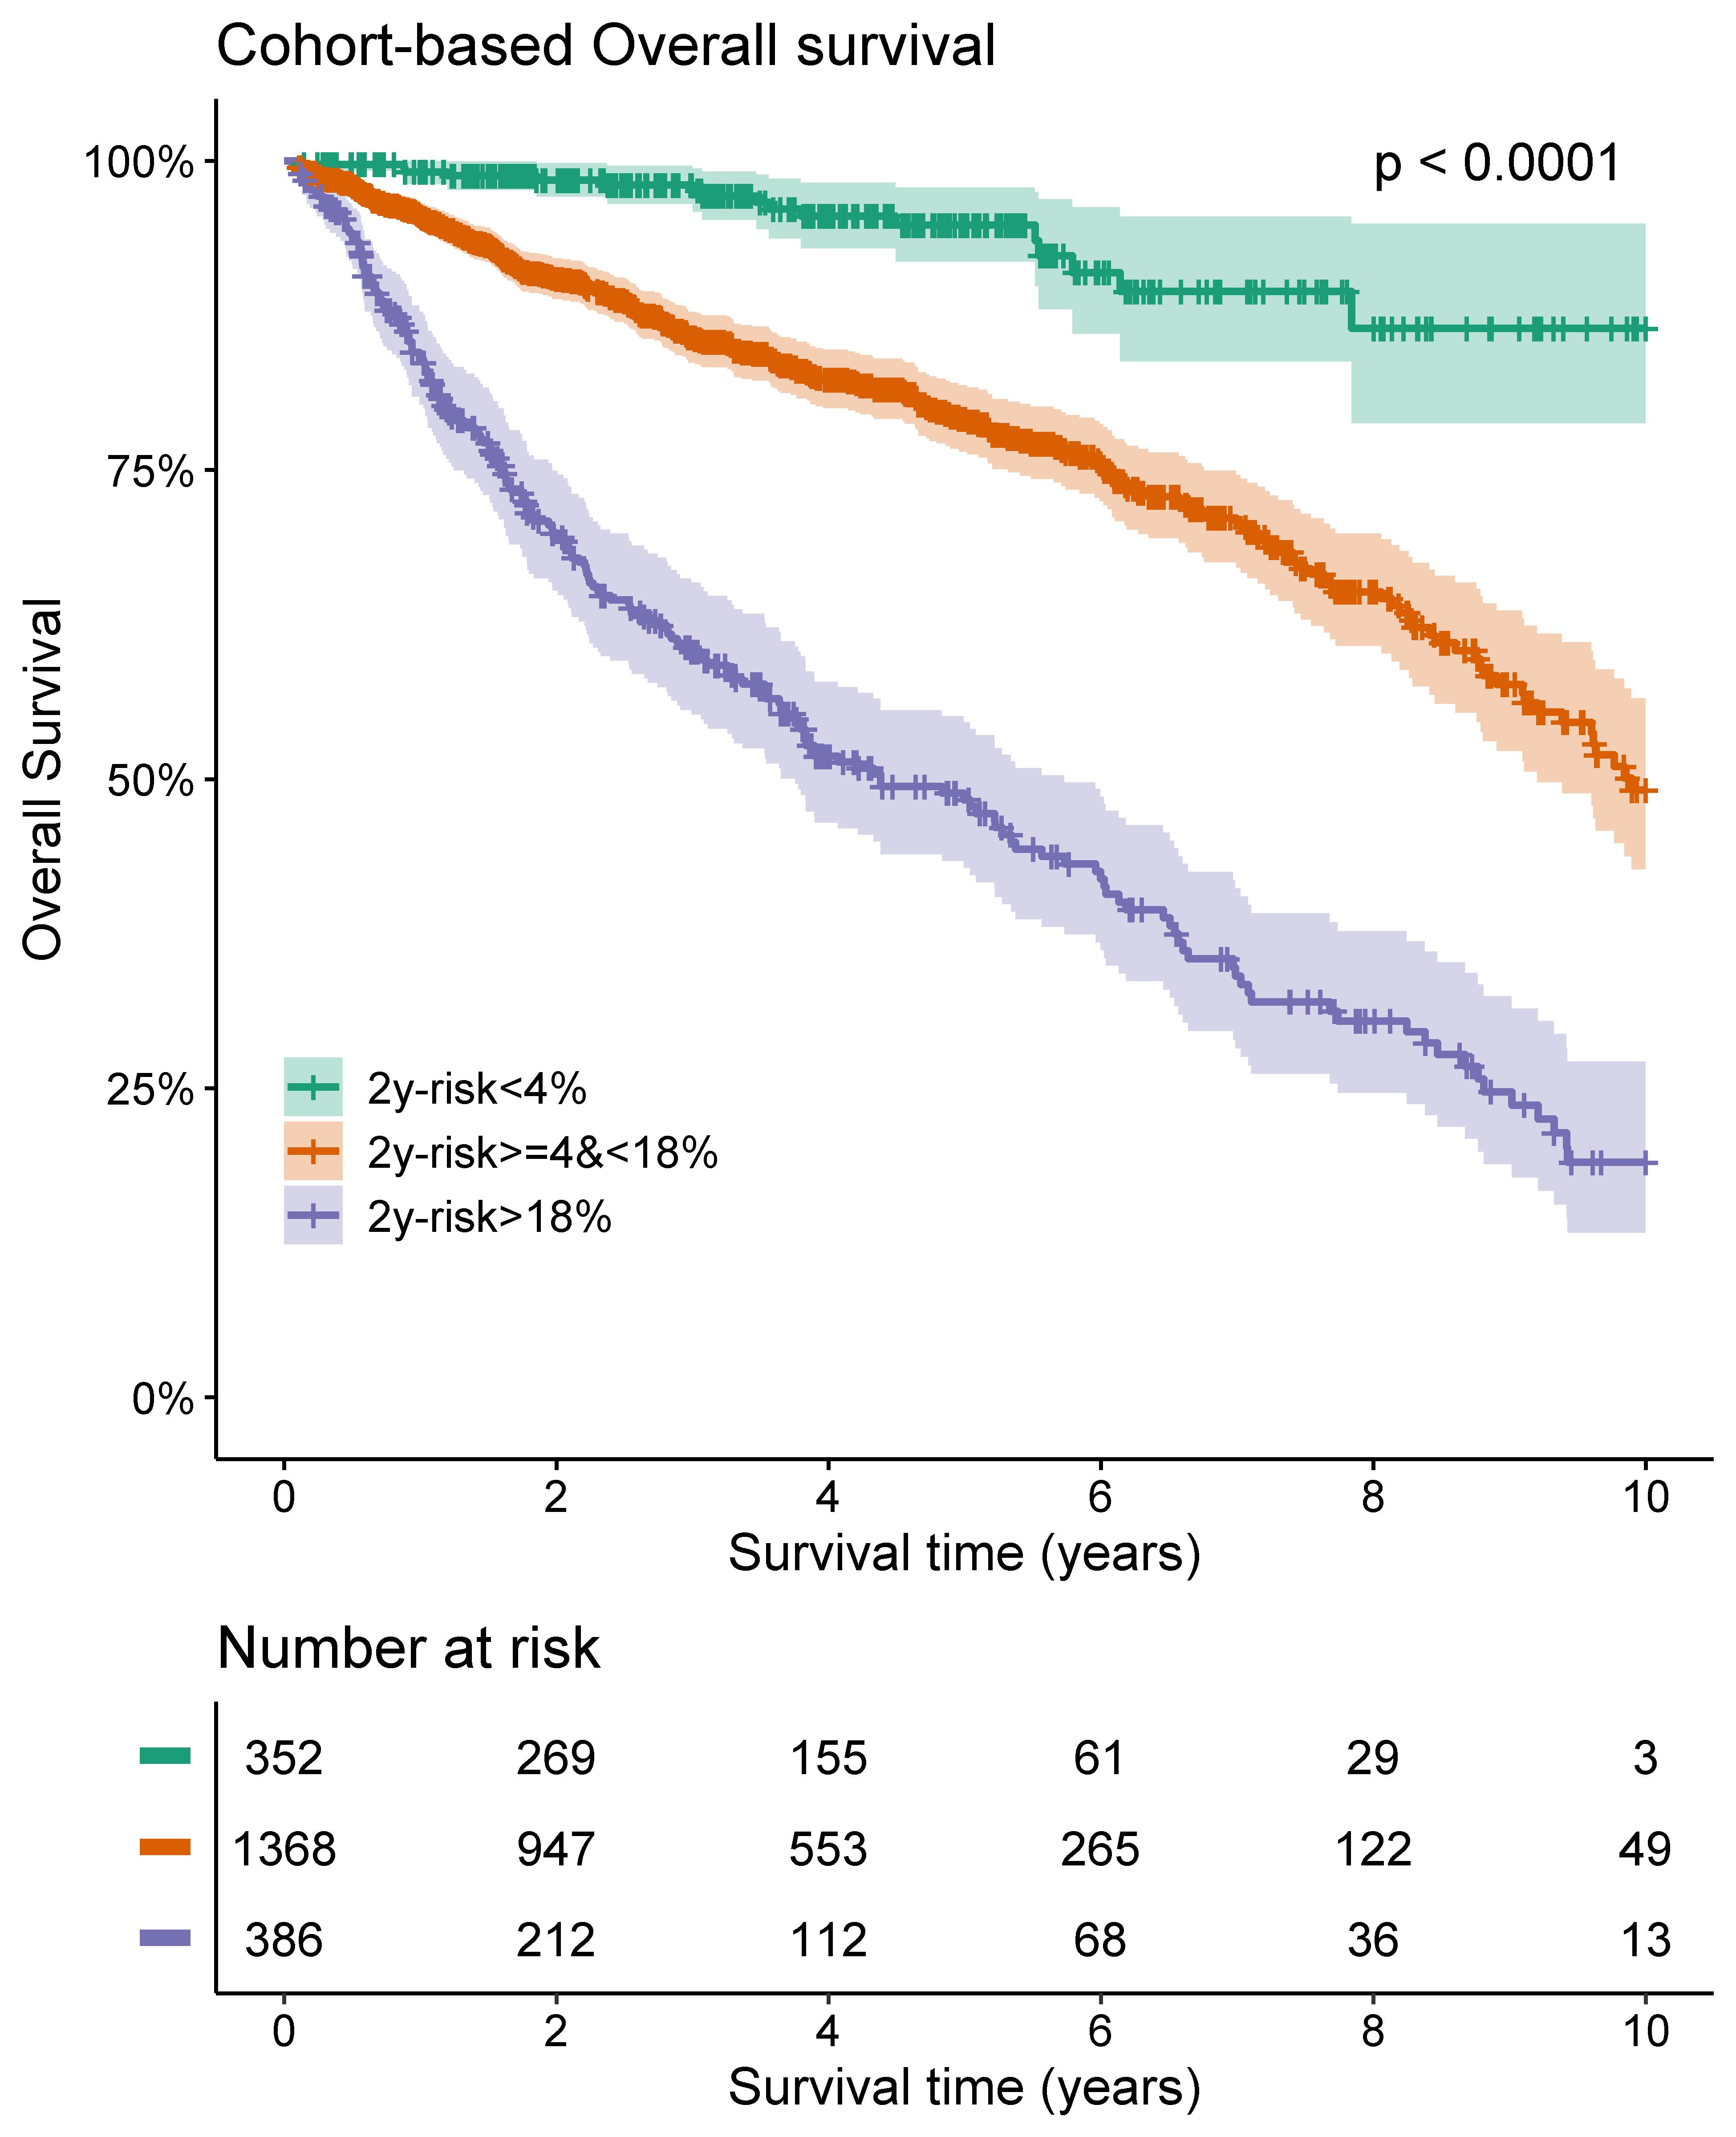 Cohort-based Overall survival
p < 0.0001
100%
75%
50%
25%
0%
Overall Survival
2y-risk<4%
2y-risk>=4&<18%
2y-risk>18%
0 2 4 6 8 10
Survival time (years)
Number at risk
352 269 155 61 29 3
1368 947 553 265 122 49
386 212 112 68 36 13
0 2 4 6 8 10
Survival time (years)